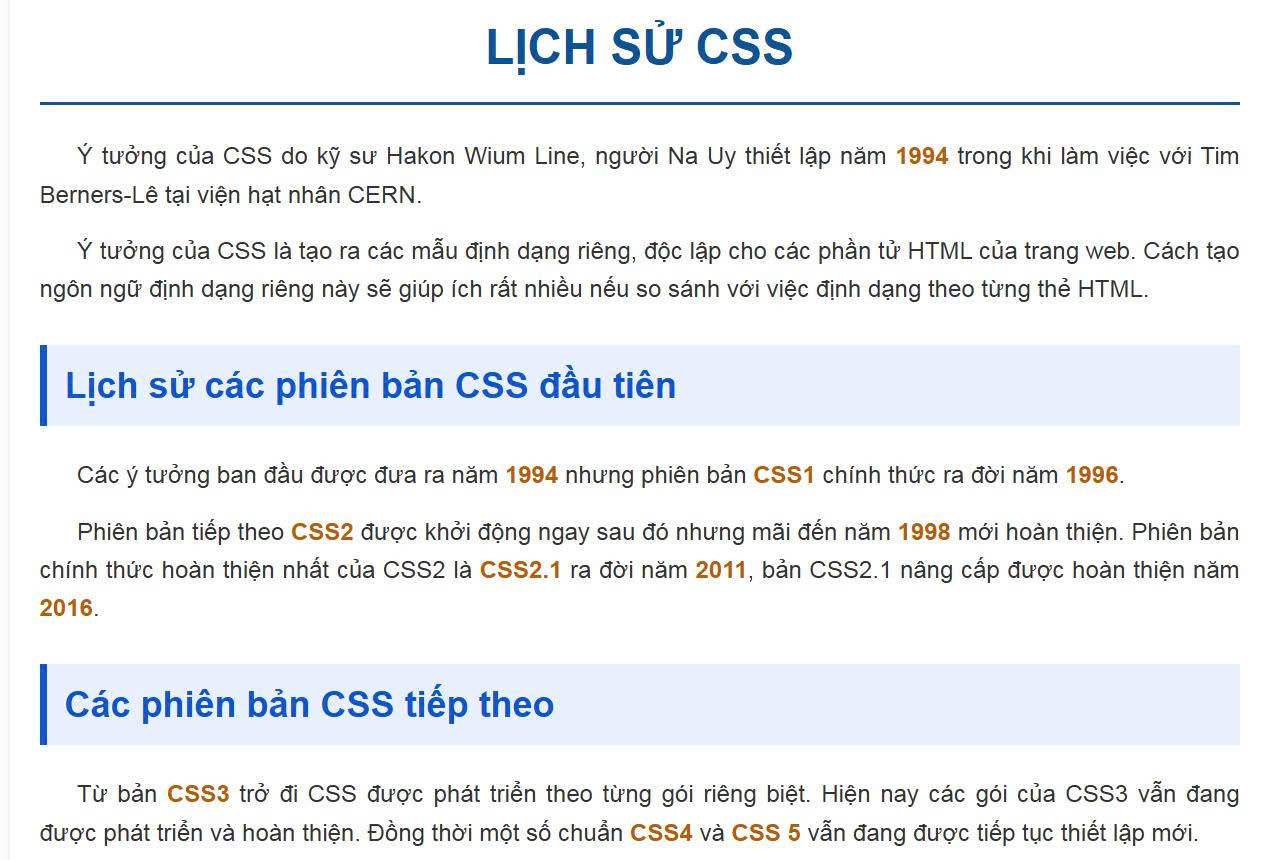 LỊCH SỬ CSS
Ý tưởng của CSS do kỹ sư Hakon Wium Line, người Na Uy thiết lập năm 1994 trong khi làm việc với Tim
Berners-Lê tại viện hạt nhân CERN.
Ý tưởng của CSS là tạo ra các mẫu định dạng riêng, độc lập cho các phần tử HTML của trang web. Cách tạo
ngôn ngữ định dạng riêng này sẽ giúp ích rất nhiều nếu so sánh với việc định dạng theo từng thẻ HTML.
Lịch sử các phiên bản CSS đầu tiên
Các ý tưởng ban đầu được đưa ra năm 1994 nhưng phiên bản CSS1 chính thức ra đời năm 1996.
Phiên bản tiếp theo CSS2 được khởi động ngay sau đó nhưng mãi đến năm 1998 mới hoàn thiện. Phiên bản
chính thức hoàn thiện nhất của CSS2 là CSS2.1 ra đời năm 2011, bản CSS2.1 nâng cấp được hoàn thiện năm
2016.
Các phiên bản CSS tiếp theo
Từ bản CSS3 trở đi CSS được phát triển theo từng gói riêng biệt. Hiện nay các gói của CSS3 vẫn đang
được phát triển và hoàn thiện. Đồng thời một số chuẩn CSS4 và CSS 5 vẫn đang được tiếp tục thiết lập mới.